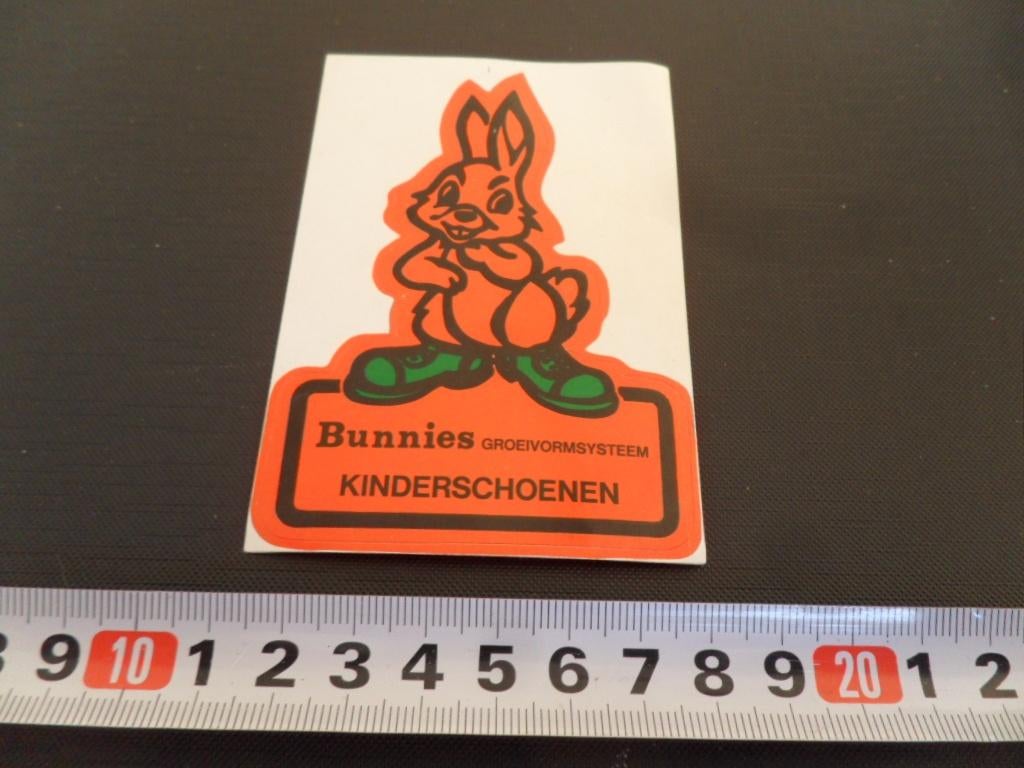 Bunnies GROEIVORMSYSTEEM
KINDERSCHOENEN
9 10 1 2 3 4 5 6 7 8 9 20 1 2